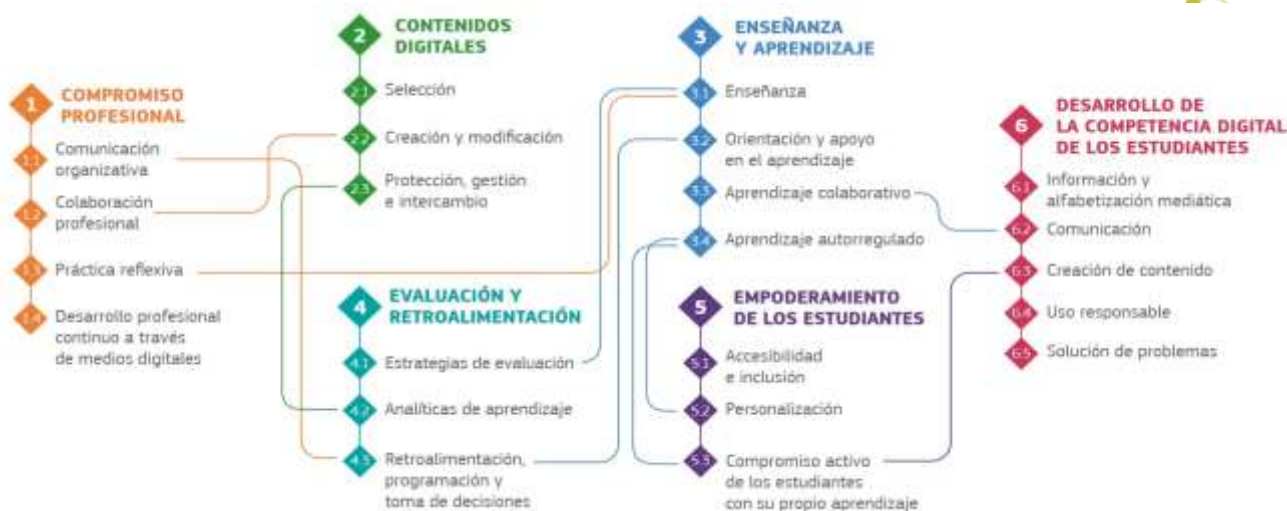 1
COMPROMISO
PROFESIONAL
1.1
Comunicación
organizativa
1.2
Colaboración
profesional
1.3
Práctica reflexiva
1.4
Desarrollo profesional
continuo a través
de medios digitales
2
CONTENIDOS
DIGITALES
2.1
Selección
2.2
Creación y modificación
2.3
Protección, gestión
e intercambio
3
ENSEÑANZA
Y APRENDIZAJE
3.1
Enseñanza
3.2
Orientación y apoyo
en el aprendizaje
3.3
Aprendizaje colaborativo
3.4
Aprendizaje autorregulado
4
EVALUACIÓN Y
RETROALIMENTACIÓN
4.1
Estrategias de evaluación
4.2
Analíticas de aprendizaje
4.3
Retroalimentación,
programación y
toma de decisiones
5
EMPODERAMIENTO
DE LOS ESTUDIANTES
5.1
Accesibilidad
e inclusión
5.2
Personalización
5.3
Compromiso activo
de los estudiantes
con su propio aprendizaje
6
DESARROLLO DE
LA COMPETENCIA DIGITAL
DE LOS ESTUDIANTES
6.1
Información y
alfabetización mediática
6.2
Comunicación
6.3
Creación de contenido
6.4
Uso responsable
6.5
Solución de problemas